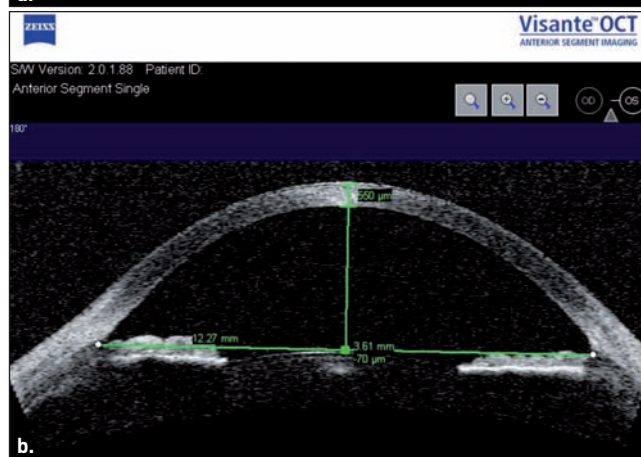 ZEISS
Visante™OCT
ANTERIOR SEGMENT IMAGING
S/W Version: 2.0.1.88 Patient ID:
Anterior Segment Single
OD
OS
180°
550 µm
12.27 mm
3.61 mm
-70 µm
b.